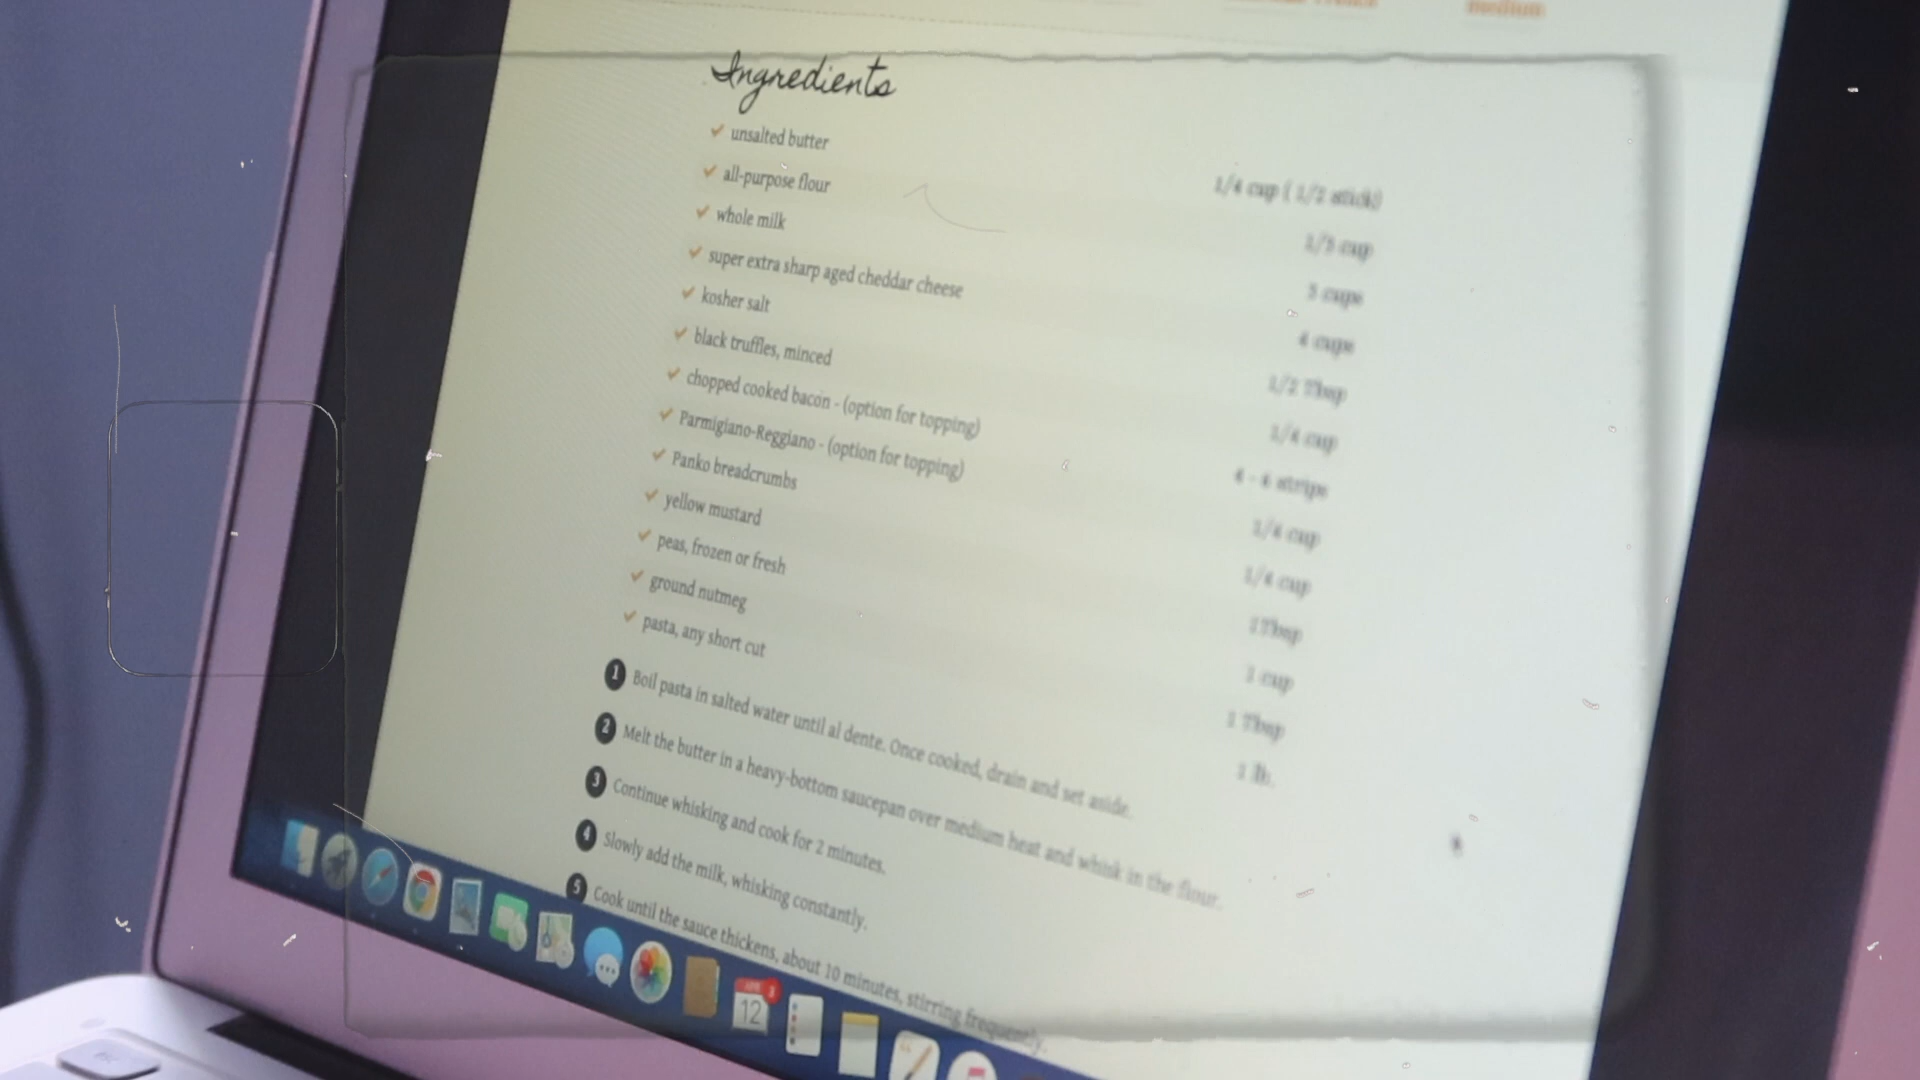 medium
Ingredients
unsalted butter 1/4 cup ( 1/2 stick)
all-purpose flour 1/3 cup
whole milk 3 cups
super extra sharp aged cheddar cheese 4 cups
kosher salt 1/2 Tbsp
black truffles, minced 1/4 cup
chopped cooked bacon - (option for topping) strips
Parmigiano-Reggiano - (option for topping) 1/4 cup
Panko breadcrumbs 1/4 cup
yellow mustard 1 Tbsp
peas, frozen or fresh 1 cup
ground nutmeg 1 Tbsp
pasta, any short cut 1 lb.
1 Boil pasta in salted water until al dente. Once cooked, drain and set aside.
2 Melt the butter in a heavy-bottom saucepan over medium heat and whisk in the flour.
3 Continue whisking and cook for 2 minutes.
4 Slowly add the milk, whisking constantly.
5 Cook until the sauce thickens, about 10 minutes, stirring frequently.
APR
12